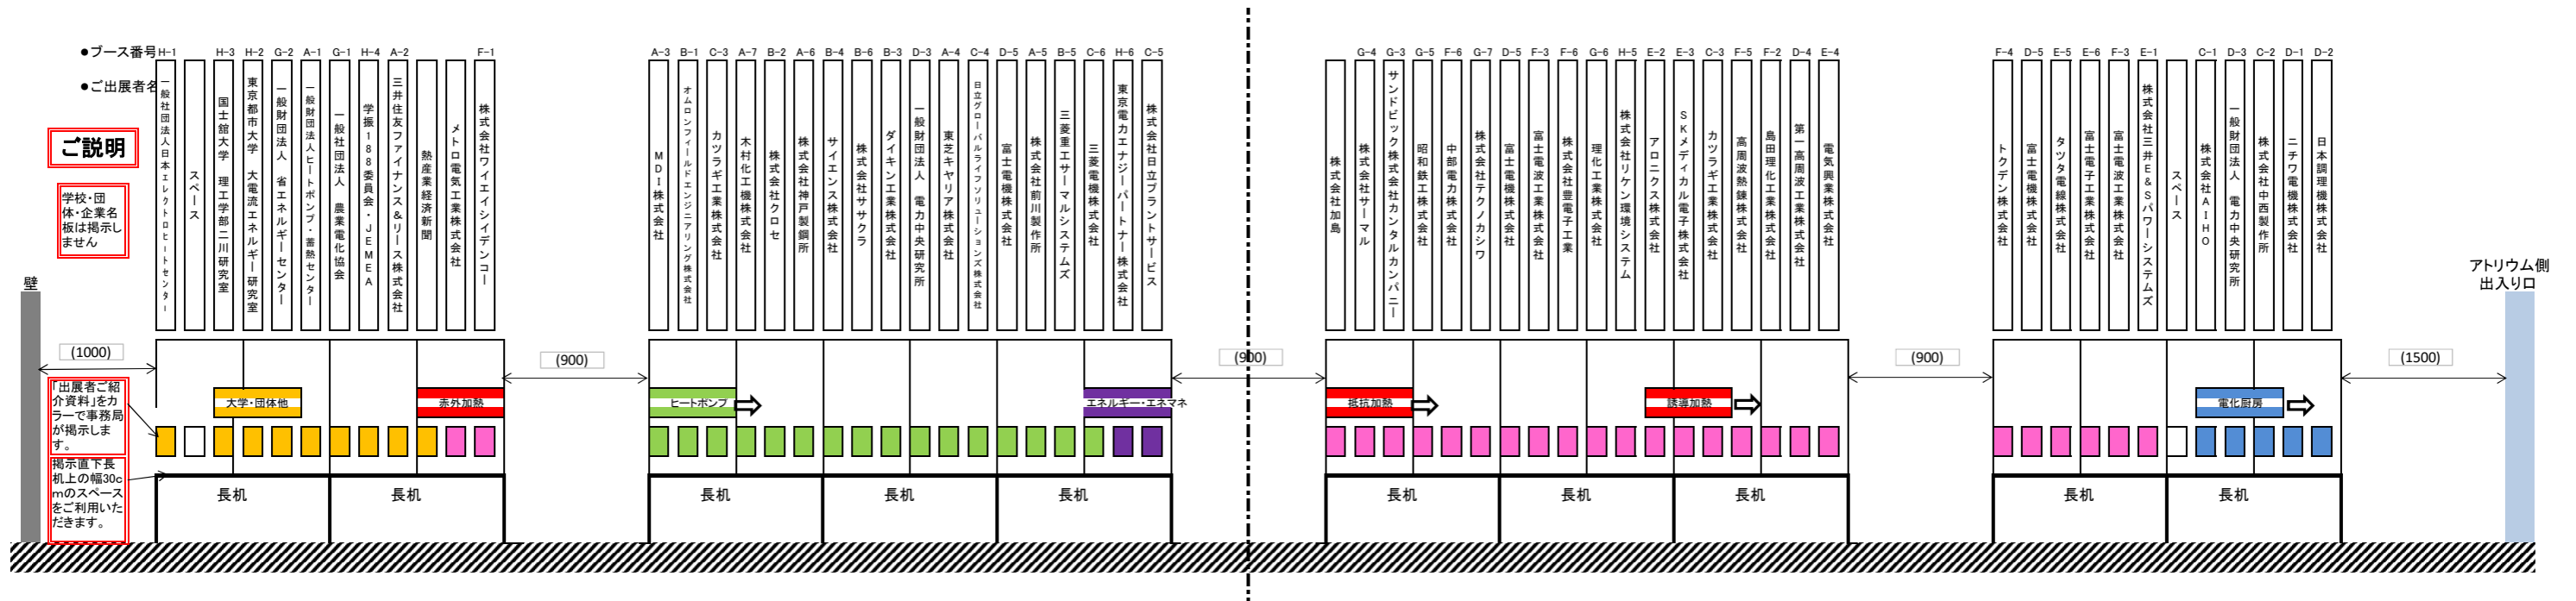 ●ブース番号
H-1 H-3 H-2 G-2 A-1 G-1 H-4 A-2 F-1
A-3 B-1 C-3 A-7 B-2 A-6 B-4 B-6 B-3 D-3 A-4 C-4 D-5 A-5 B-5 C-6 H-6 C-5
G-4 G-3 G-5 F-6 G-7 D-5 F-3 F-6 G-6 H-5 E-2 E-3 C-3 F-5 F-2 D-4 E-4
F-4 D-5 E-5 E-6 F-3 E-1 C-1 D-3 C-2 D-1 D-2
●ご出展者名
一般社団法人日本エレクトロヒートセンター
スペース
国士舘大学 理工学部二川研究室
東京都市大学 大電流エネルギー研究室
一般財団法人 省エネルギーセンター
一般財団法人ヒートポンプ・蓄熱センター
一般社団法人 農業電化協会
学振188委員会・JEMEA
三井住友ファイナンス&リース株式会社
熱産業経済新聞
メトロ電気工業株式会社
株式会社ワイエイシイデンコー
MDI株式会社
オムロンフィールドエンジニアリング株式会社
カツラギ工業株式会社
木村化工機株式会社
株式会社クロセ
株式会社神戸製鋼所
サイエンス株式会社
株式会社ササクラ
ダイキン工業株式会社
一般財団法人 電力中央研究所
東芝キヤリア株式会社
日立グローバルライフソリューションズ株式会社
富士電機株式会社
株式会社前川製作所
三菱重工サーマルシステムズ
三菱電機株式会社
東京電力エナジーパートナー株式会社
株式会社日立プラントサービス
株式会社加島
株式会社サーマル
サンドビック株式会社カンタルカンパニー
昭和鉄工株式会社
中部電力株式会社
株式会社テクノカシワ
富士電機株式会社
富士電波工業株式会社
株式会社豊電子工業
理化工業株式会社
株式会社リケン環境システム
アロニクス株式会社
SKメディカル電子株式会社
カツラギ工業株式会社
高周波熱錬株式会社
島田理化工業株式会社
第一高周波工業株式会社
電気興業株式会社
トクデン株式会社
富士電機株式会社
タツタ電線株式会社
富士電子工業株式会社
富士電波工業株式会社
株式会社三井E&Sパワーシステムズ
スペース
株式会社AIHO
一般財団法人 電力中央研究所
株式会社中西製作所
ニチワ電機株式会社
日本調理機株式会社
ご説明
学校・団
体・企業名
板は掲示し
ません
壁
アトリウム側
出入り口
(1000)
(900)
(900)
(900)
(1500)
「出展者ご紹
介資料」をカ
ラーで事務局
が掲示しま
す。
大学・団体他
赤外加熱
ヒートポンプ
エネルギー・エネマネ
抵抗加熱
誘導加熱
電化厨房
掲示直下長
机上の幅30c
mのスペース
をご利用いた
だきます。
長机
長机
長机
長机
長机
長机
長机
長机
長机
長机